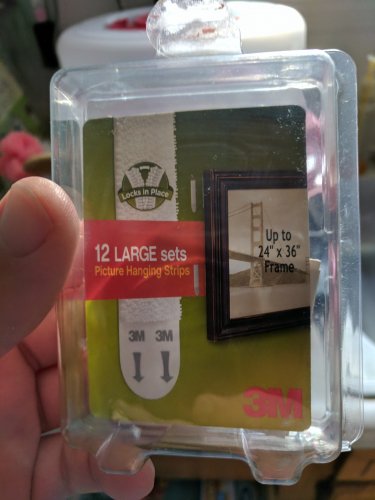 Locks in Place
12 LARGE sets
Picture Hanging Strips
Up to
24" x 36"
Frame
3M 3M
3M